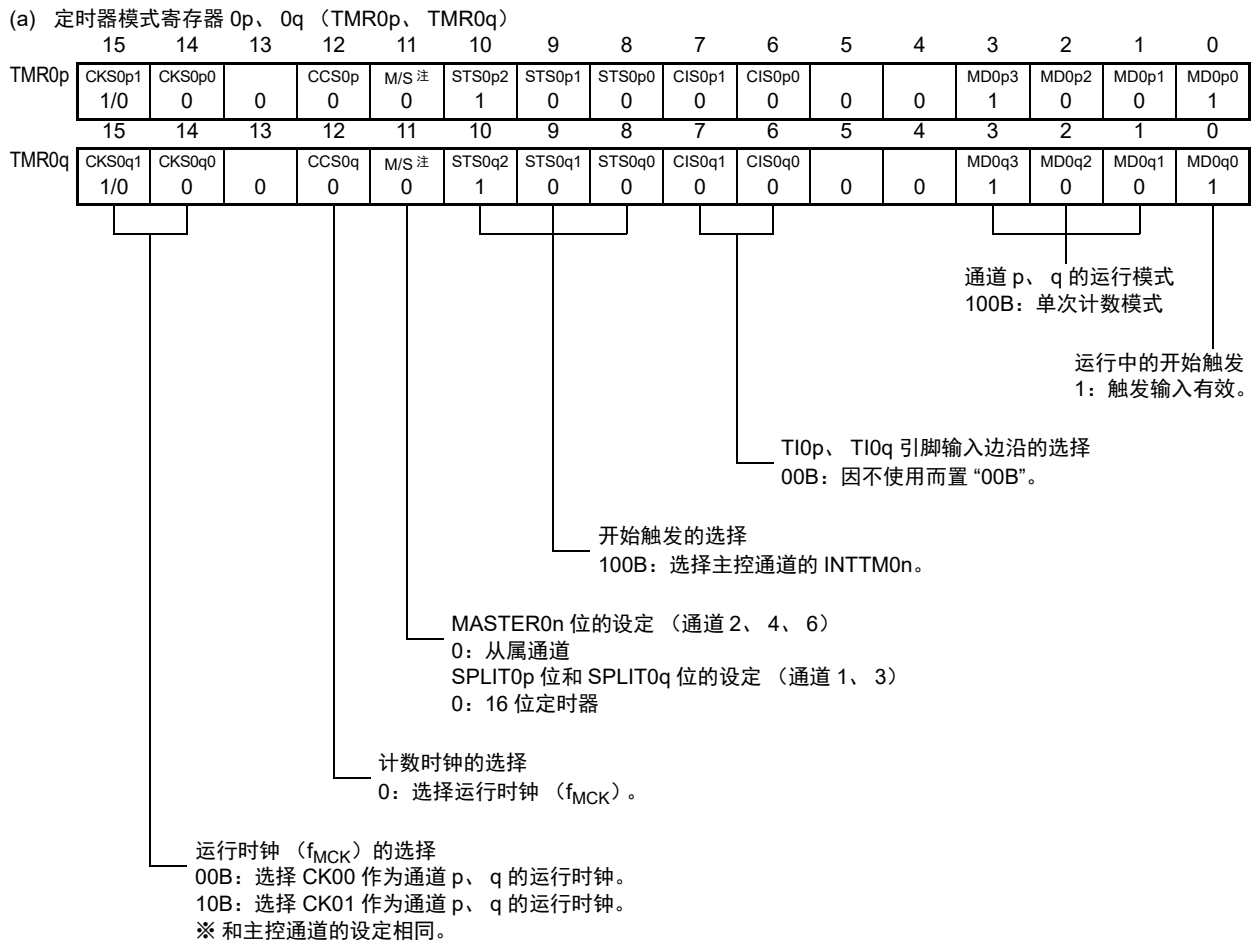 (a) 定时器模式寄存器 0p、 0q （TMR0p、 TMR0q）
15 14 13 12 11 10 9 8 7 6 5 4 3 2 1 0
TMR0p CKS0p1 CKS0p0 CCS0p M/S 注 STS0p2 STS0p1 STS0p0 CIS0p1 CIS0p0 MD0p3 MD0p2 MD0p1 MD0p0
1/0 0 0 0 0 1 0 0 0 0 0 0 1 0 0 1
15 14 13 12 11 10 9 8 7 6 5 4 3 2 1 0
TMR0q CKS0q1 CKS0q0 CCS0q M/S 注 STS0q2 STS0q1 STS0q0 CIS0q1 CIS0q0 MD0q3 MD0q2 MD0q1 MD0q0
1/0 0 0 0 0 1 0 0 0 0 0 0 1 0 0 1
通道 p、 q 的运行模式
100B：单次计数模式
运行中的开始触发
1：触发输入有效。
TI0p、 TI0q 引脚输入边沿的选择
00B：因不使用而置 “00B”。
开始触发的选择
100B：选择主控通道的 INTTM0n。
MASTER0n 位的设定 （通道 2、 4、 6）
0：从属通道
SPLIT0p 位和 SPLIT0q 位的设定 （通道 1、 3）
0：16 位定时器
计数时钟的选择
0：选择运行时钟 （fMCK）。
运行时钟 （fMCK）的选择
00B：选择 CK00 作为通道 p、 q 的运行时钟。
10B：选择 CK01 作为通道 p、 q 的运行时钟。
※ 和主控通道的设定相同。